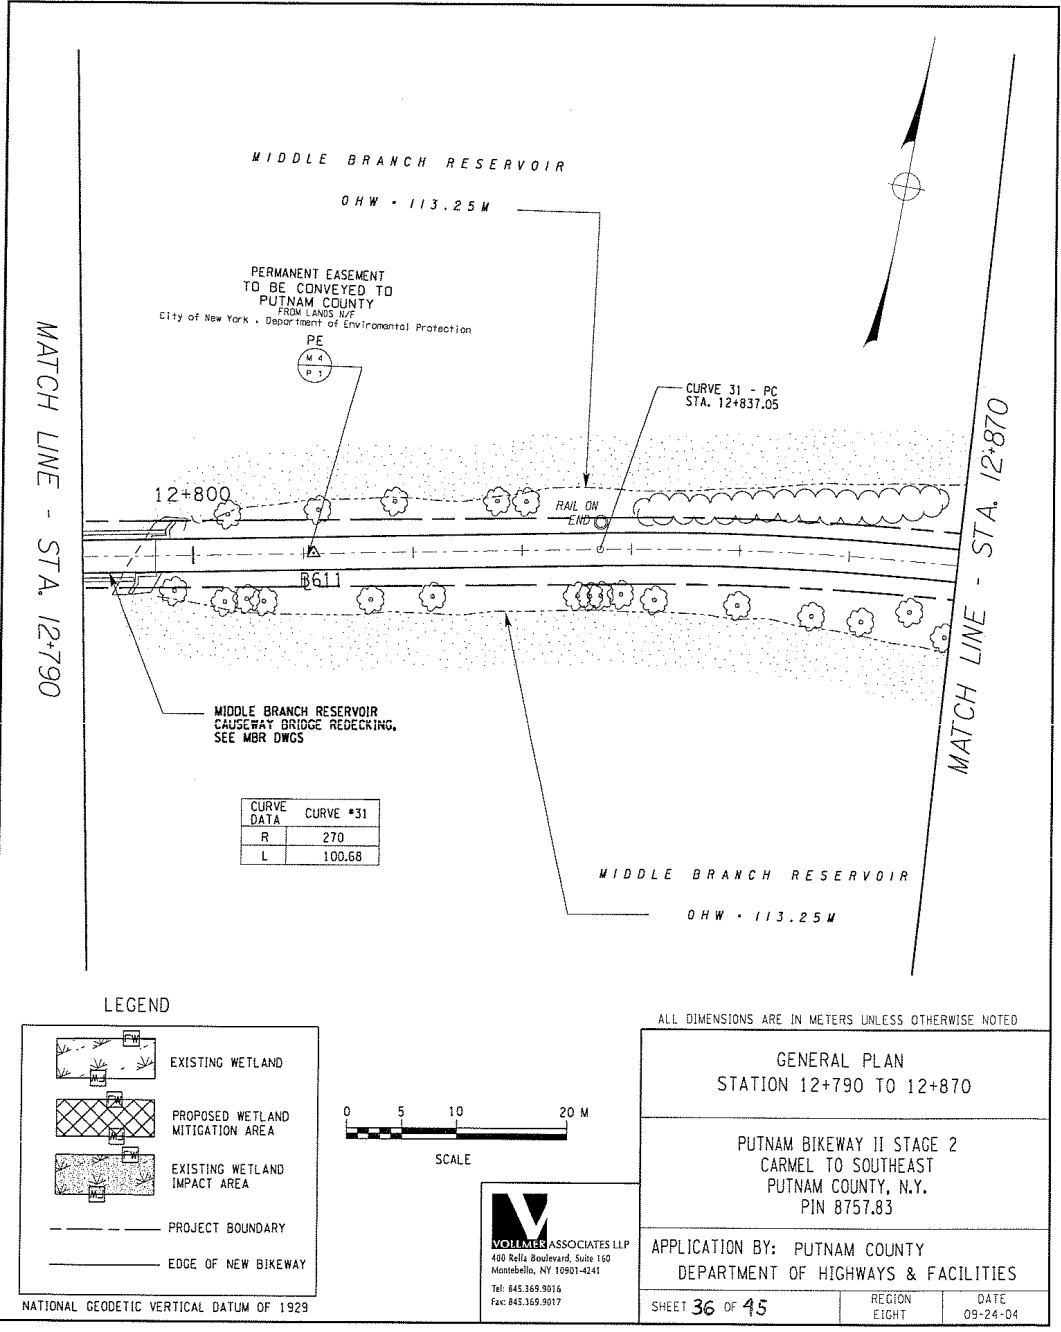 MIDDLE BRANCH RESERVOIR
OHW - 113.25M
PERMANENT EASEMENT
TO BE CONVEYED TO
PUTNAM COUNTY
FROM LANDS N/F
City of New York . Department of Enviromental Protection
PE
M 4
P 1
CURVE 31 - PC
STA. 12+837.05
MATCH LINE - STA. 12+790
MATCH LINE - STA. 12+870
12+800
RAIL ON
END
B611
MIDDLE BRANCH RESERVOIR
CAUSEWAY BRIDGE REDECKING,
SEE MBR DWGS
CURVE DATA CURVE #31
R 270
L 100.68
MIDDLE BRANCH RESERVOIR
OHW - 113.25M
LEGEND
FW
FW
EXISTING WETLAND
FW
FW
PROPOSED WETLAND
MITIGATION AREA
FW
FW
EXISTING WETLAND
IMPACT AREA
PROJECT BOUNDARY
EDGE OF NEW BIKEWAY
NATIONAL GEODETIC VERTICAL DATUM OF 1929
0 5 10 20 M
SCALE
VOLLMER ASSOCIATES LLP
400 Rella Boulevard, Suite 160
Montebello, NY 10901-4241
Tel: 845.369.9016
Fax: 845.369.9017
ALL DIMENSIONS ARE IN METERS UNLESS OTHERWISE NOTED
GENERAL PLAN
STATION 12+790 TO 12+870
PUTNAM BIKEWAY II STAGE 2
CARMEL TO SOUTHEAST
PUTNAM COUNTY, N.Y.
PIN 8757.83
APPLICATION BY: PUTNAM COUNTY
DEPARTMENT OF HIGHWAYS & FACILITIES
SHEET 36 OF 45
REGION
EIGHT
DATE
09-24-04